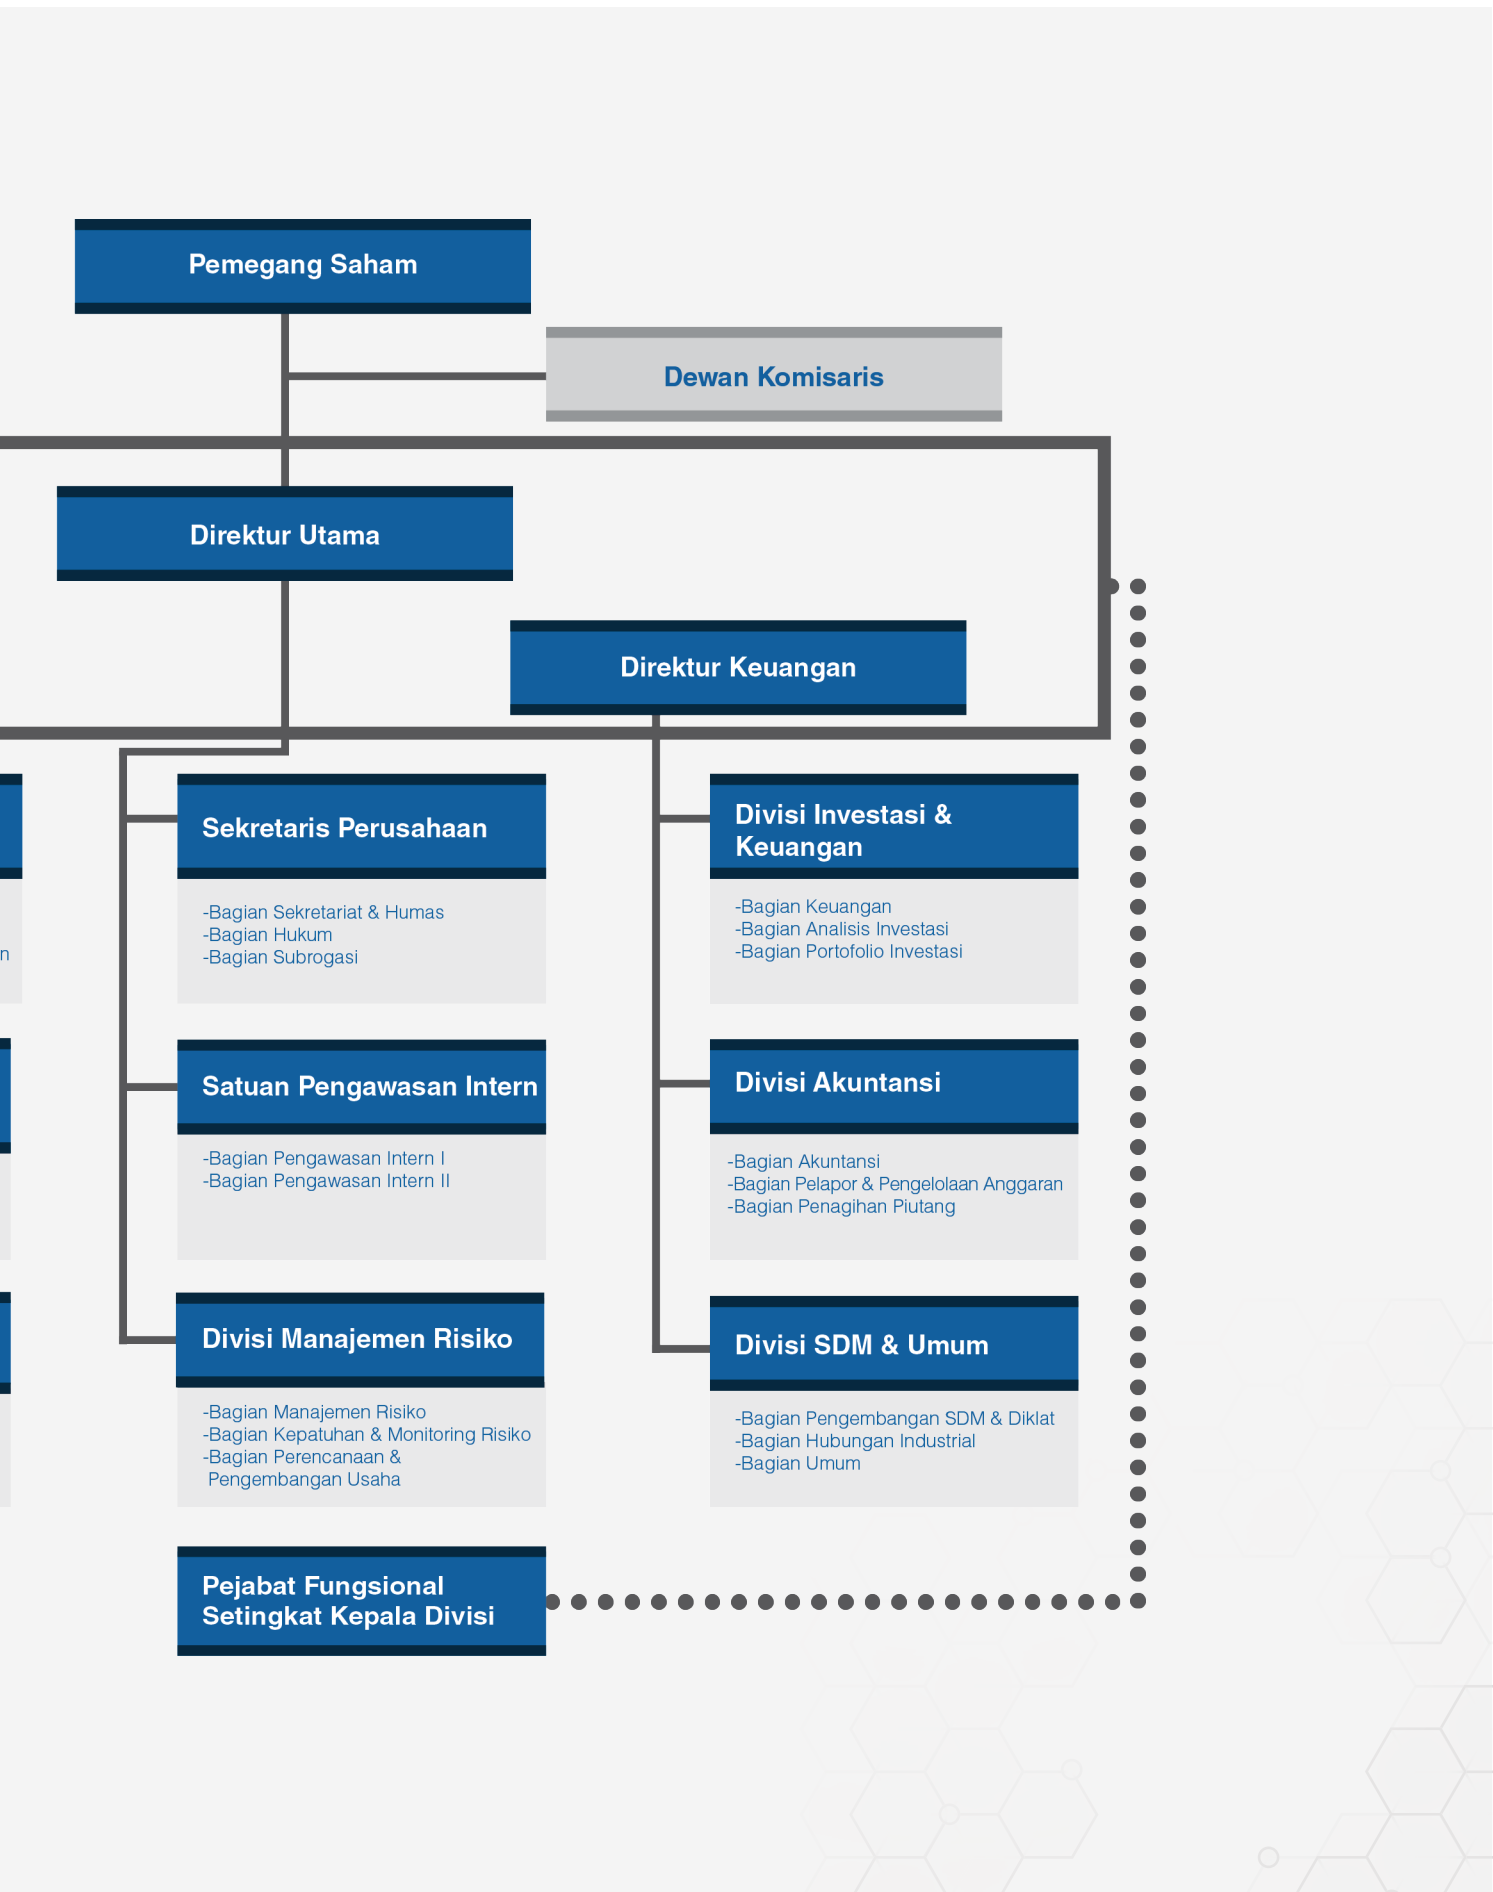 Pemegang Saham
Dewan Komisaris
Direktur Utama
Direktur Keuangan
Sekretaris Perusahaan
-Bagian Sekretariat & Humas
-Bagian Hukum
-Bagian Subrogasi
Divisi Investasi &
Keuangan
-Bagian Keuangan
-Bagian Analisis Investasi
-Bagian Portofolio Investasi
n
Satuan Pengawasan Intern
-Bagian Pengawasan Intern I
-Bagian Pengawasan Intern II
Divisi Akuntansi
-Bagian Akuntansi
-Bagian Pelapor & Pengelolaan Anggaran
-Bagian Penagihan Piutang
Divisi Manajemen Risiko
-Bagian Manajemen Risiko
-Bagian Kepatuhan & Monitoring Risiko
-Bagian Perencanaan &
Pengembangan Usaha
Divisi SDM & Umum
-Bagian Pengembangan SDM & Diklat
-Bagian Hubungan Industrial
-Bagian Umum
Pejabat Fungsional
Setingkat Kepala Divisi